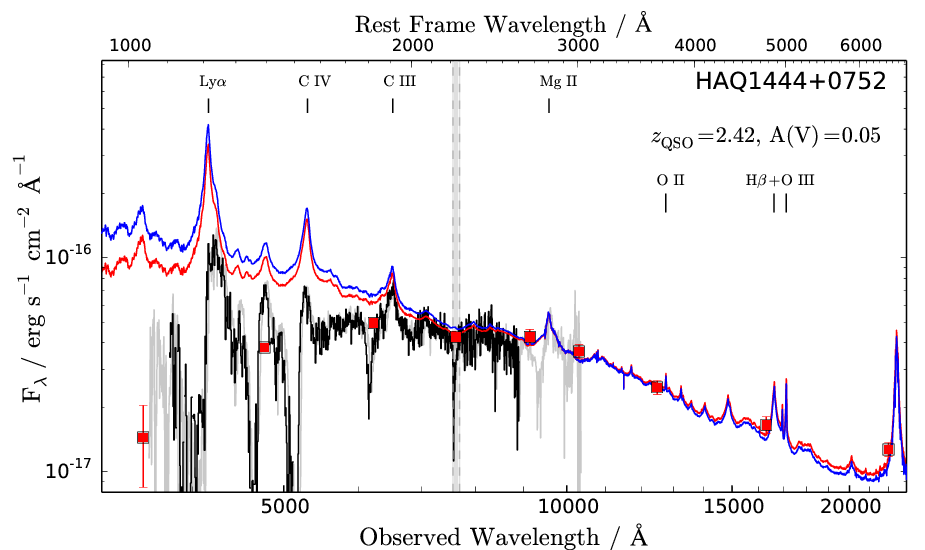 Rest Frame Wavelength / Å
1000 2000 3000 4000 5000 6000
Lyα C IV C III Mg II
HAQ1444+0752
z_QSO=2.42, A(V)=0.05
O II Hβ+O III
F_λ / erg s⁻¹ cm⁻² Å⁻¹
10⁻¹⁶
10⁻¹⁷
5000 10000 15000 20000
Observed Wavelength / Å